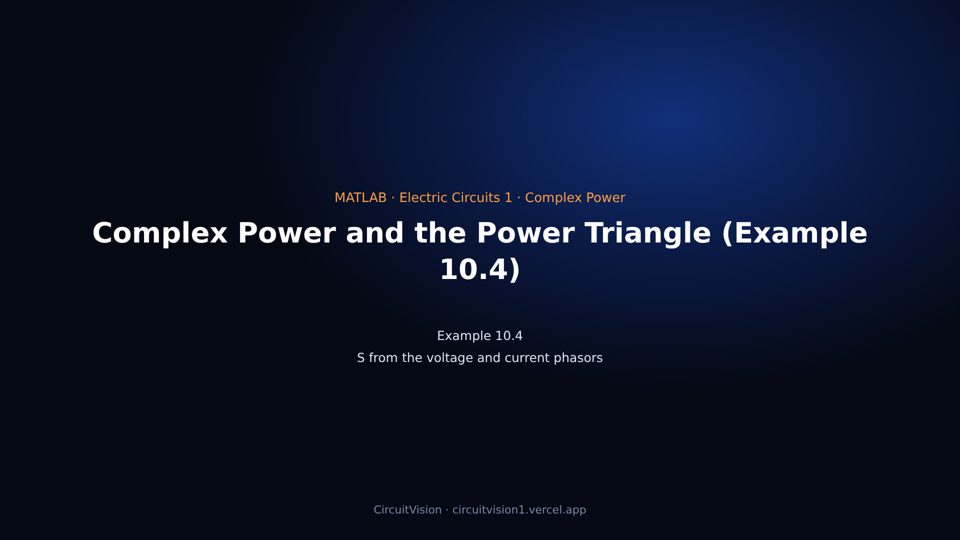 MATLAB · Electric Circuits 1 · Complex Power
Complex Power and the Power Triangle (Example
10.4)
Example 10.4
S from the voltage and current phasors
CircuitVision · circuitvision1.vercel.app